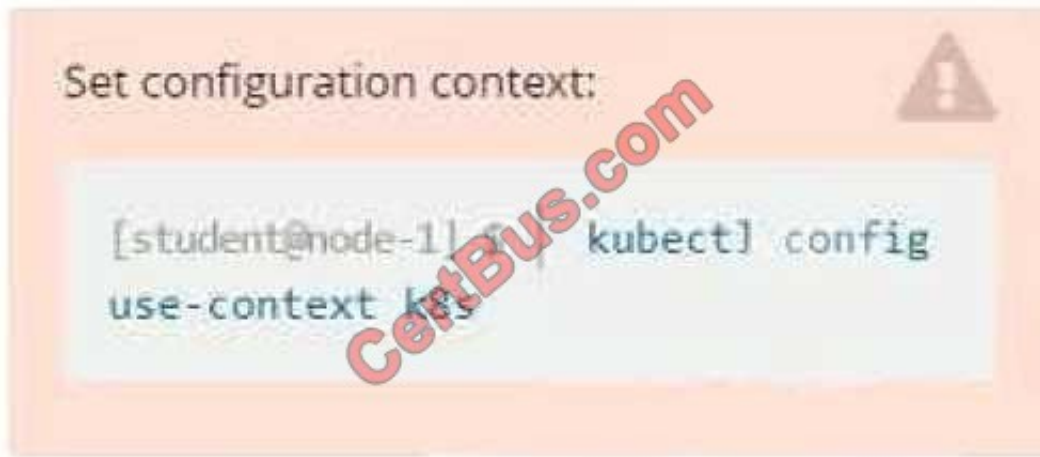 Set configuration context:
[student@node-1] $ | kubectl config
use-context k8s
CertBus.com